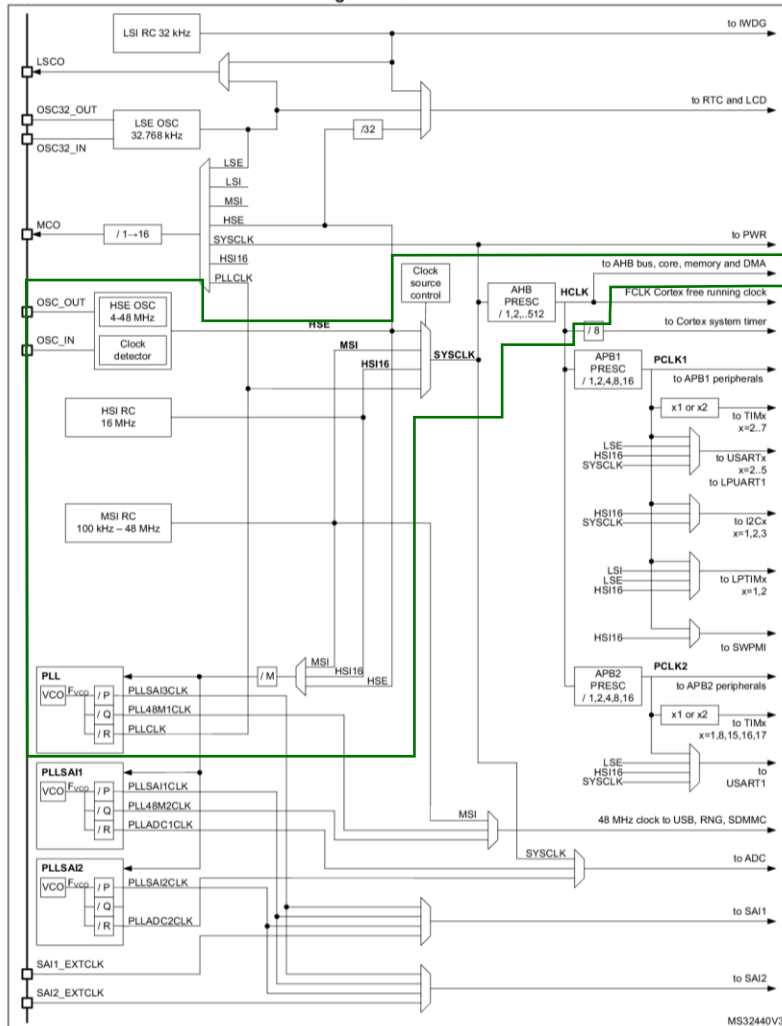 LSI RC 32 kHz
to IWDG
LSCO
OSC32_OUT
LSE OSC
32.768 kHz
OSC32_IN
to RTC and LCD
/32
LSE
LSI
MSI
HSE
SYSCLK
HSI16
PLLCLK
MCO
/ 1→16
to PWR
Clock
source
control
to AHB bus, core, memory and DMA
AHB
PRESC
/ 1,2,..512
HCLK
FCLK Cortex free running clock
OSC_OUT
HSE OSC
4-48 MHz
OSC_IN
Clock
detector
HSE
MSI
HSI16
SYSCLK
/ 8
to Cortex system timer
APB1
PRESC
/ 1,2,4,8,16
PCLK1
to APB1 peripherals
x1 or x2
to TIMx
x=2..7
HSI RC
16 MHz
LSE
HSI16
SYSCLK
to USARTx
x=2..5
to LPUART1
MSI RC
100 kHz – 48 MHz
HSI16
SYSCLK
to I2Cx
x=1,2,3
LSI
LSE
HSI16
to LPTIMx
x=1,2
HSI16
to SWPMI
MSI
HSI16
HSE
/ M
PLL
VCO
FVCO
/ P
/ Q
/ R
PLLSAI3CLK
PLL48M1CLK
PLLCLK
APB2
PRESC
/ 1,2,4,8,16
PCLK2
to APB2 peripherals
x1 or x2
to TIMx
x=1,8,15,16,17
LSE
HSI16
SYSCLK
to
USART1
PLLSAI1
VCO
FVCO
/ P
/ Q
/ R
PLLSAI1CLK
PLL48M2CLK
PLLADC1CLK
MSI
48 MHz clock to USB, RNG, SDMMC
SYSCLK
to ADC
PLLSAI2
VCO
FVCO
/ P
/ Q
/ R
PLLSAI2CLK
PLLADC2CLK
to SAI1
SAI1_EXTCLK
to SAI2
SAI2_EXTCLK
MS32440V3